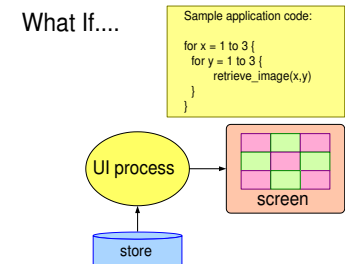 What If....
Sample application code:
for x = 1 to 3 {
for y = 1 to 3 {
retrieve_image(x,y)
}
}
UI process
screen
store